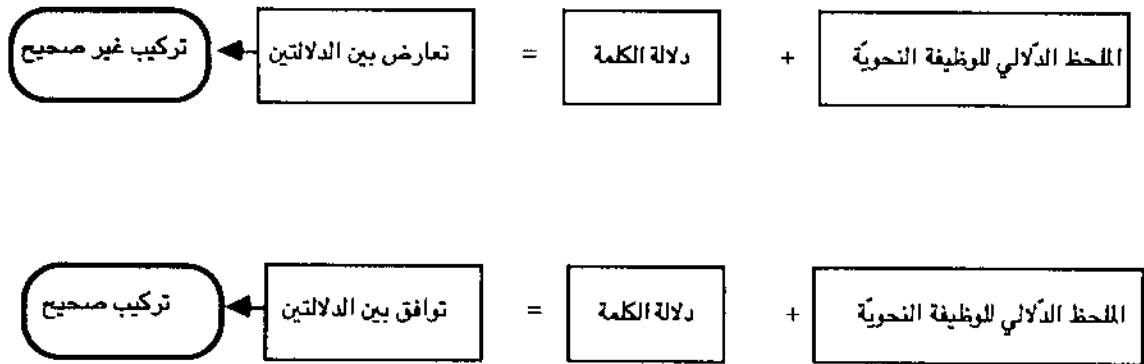 الملحظ الدّلالي للوظيفة النحويّة + دلالة الكلمة = تعارض بين الدلالتين تركيب غير صحيح
الملحظ الدّلالي للوظيفة النحويّة + دلالة الكلمة = توافق بين الدلالتين تركيب صحيح